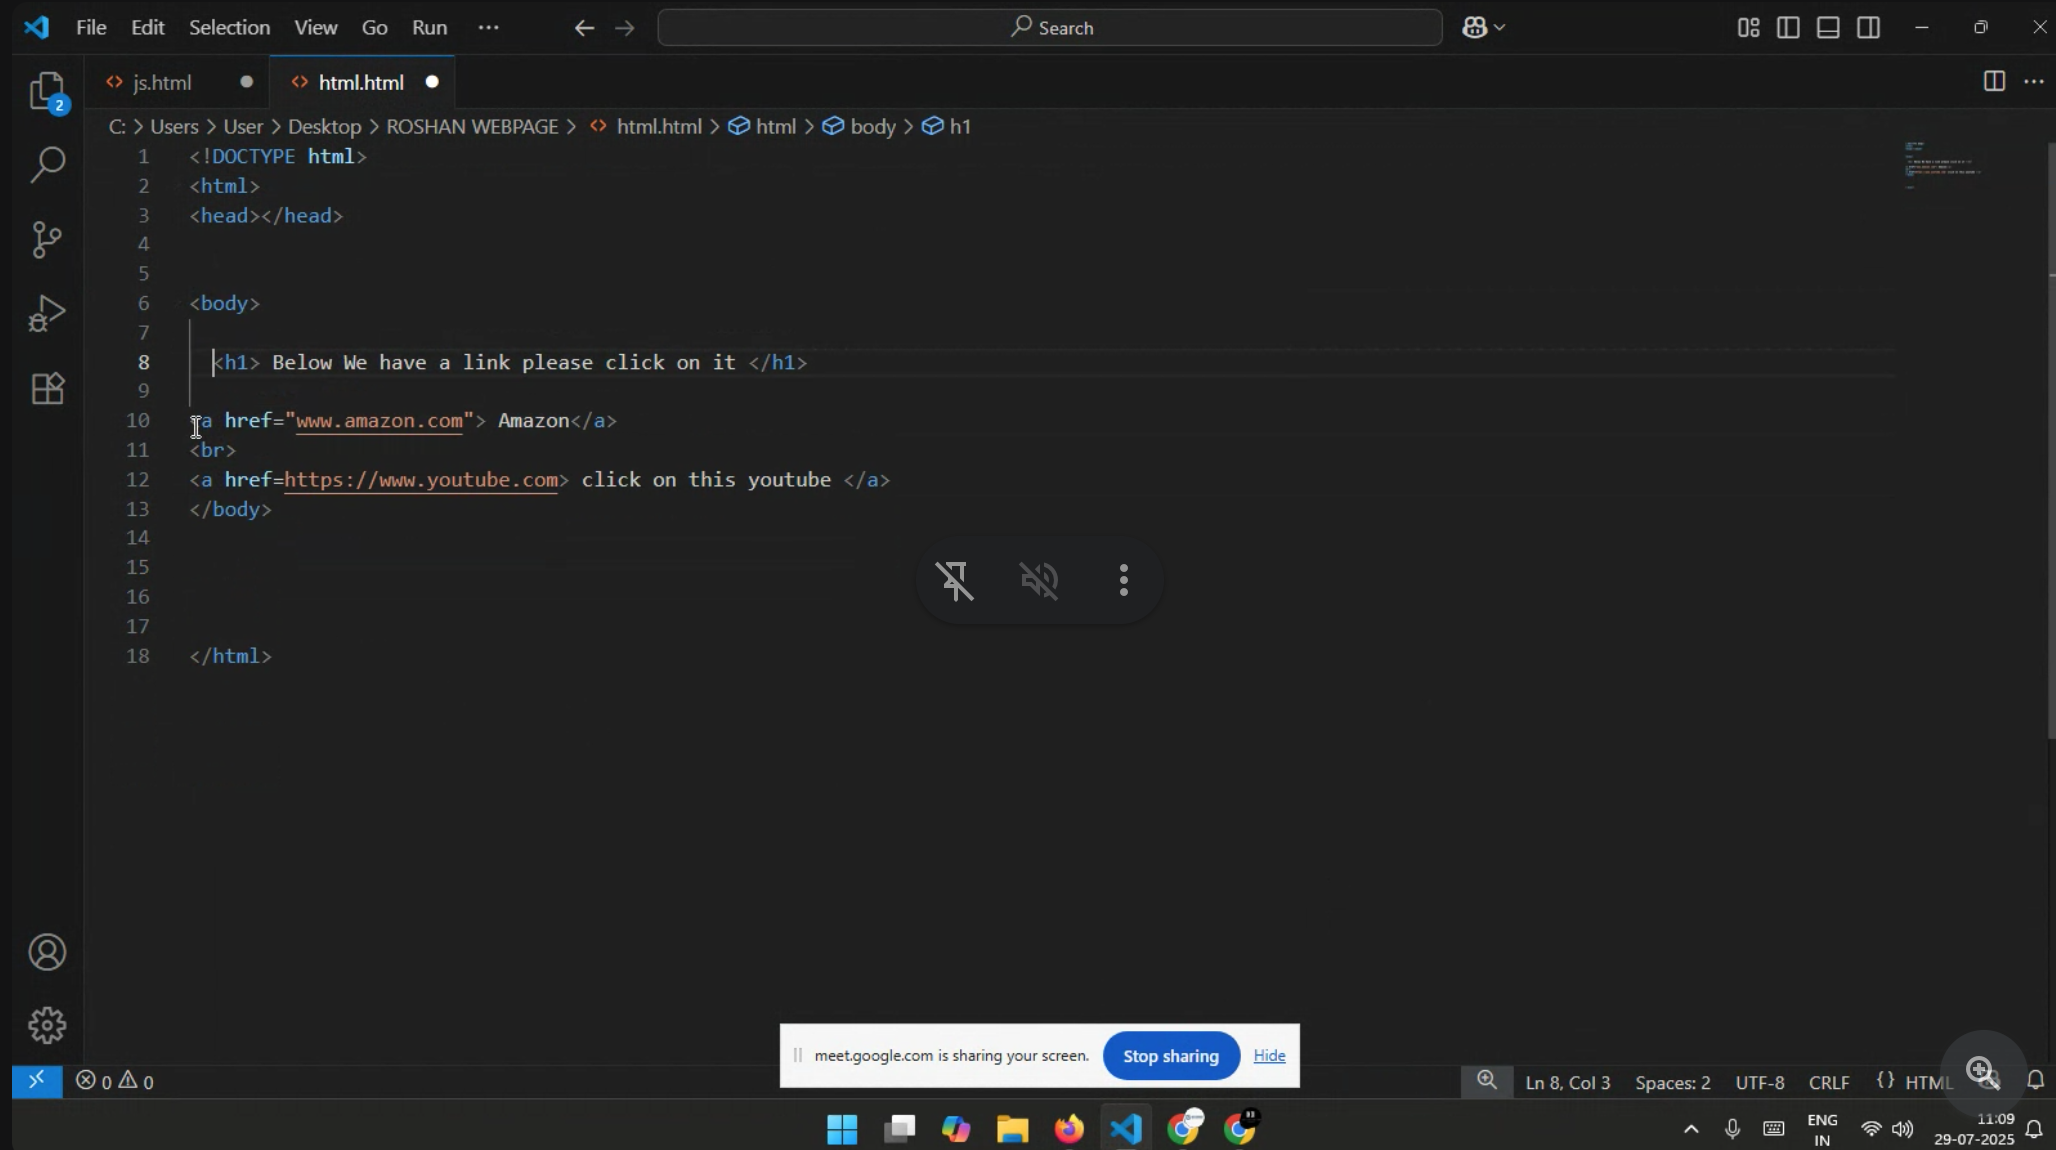 File Edit Selection View Go Run ··· Search
js.html html.html
C: > Users > User > Desktop > ROSHAN WEBPAGE > html.html > html > body > h1
1 <!DOCTYPE html>
2 <html>
3 <head></head>
4
5
6 <body>
7
8 <h1> Below We have a link please click on it </h1>
9
10 <a href="www.amazon.com"> Amazon</a>
11 <br>
12 <a href=https://www.youtube.com> click on this youtube </a>
13 </body>
14
15
16
17
18 </html>
2
meet.google.com is sharing your screen. Stop sharing Hide
0 0 Ln 8, Col 3 Spaces: 2 UTF-8 CRLF {} HTML
ENG
IN
11:09
29-07-2025